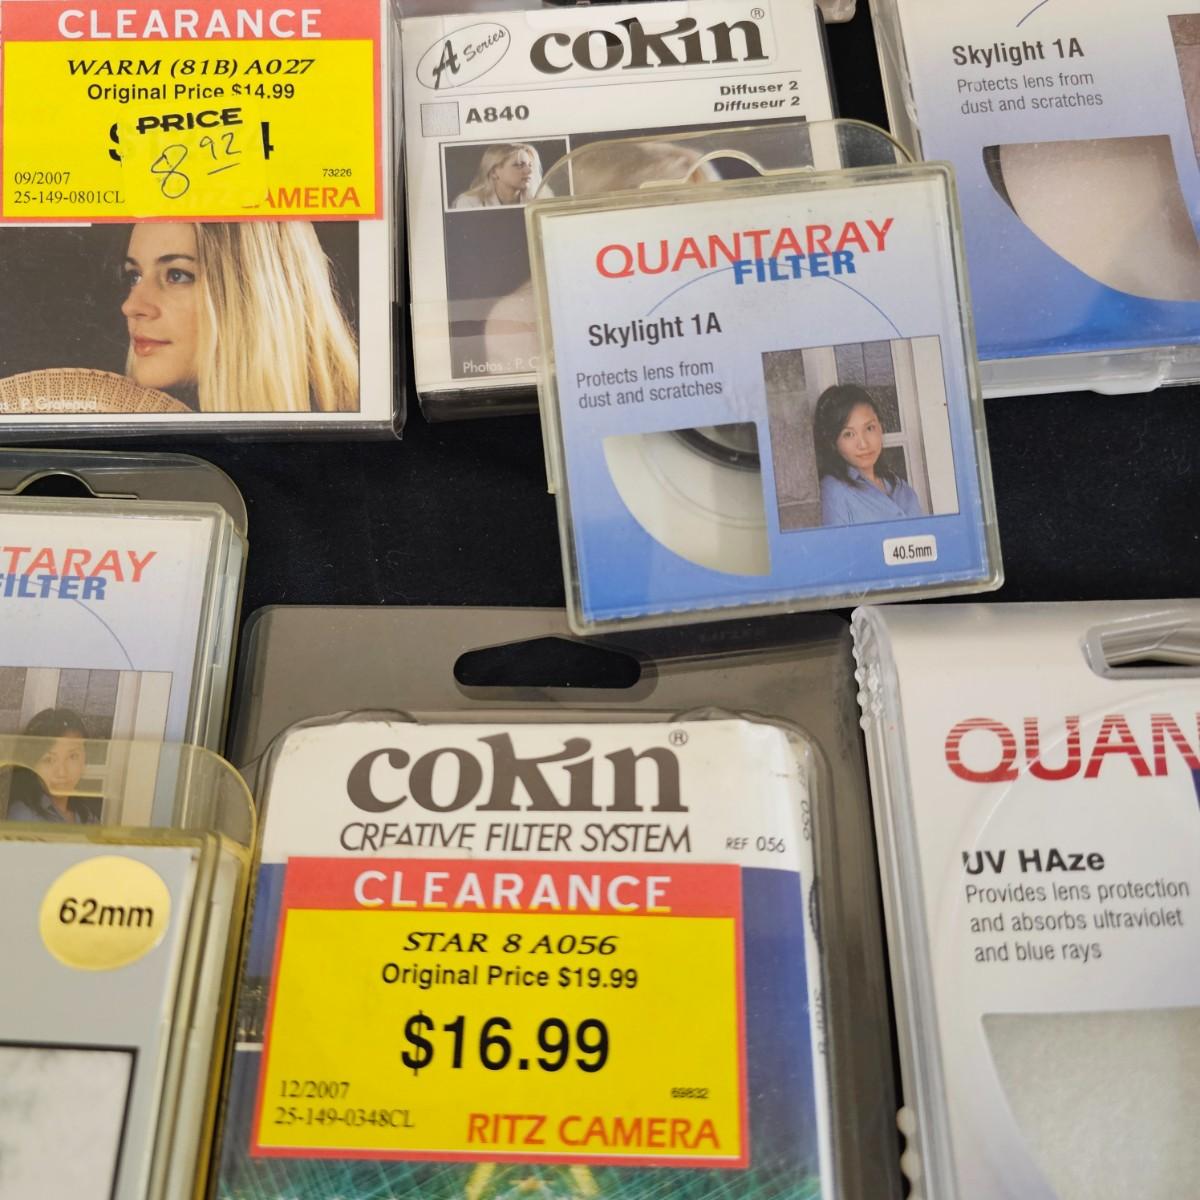 CLEARANCE
WARM (81B) A027
Original Price $14.99
PRICE
8.92
09/2007
73226
25-149-0801CL
RITZ CAMERA
A Series
cokin®
Diffuser 2
Diffuseur 2
A840
Photos : P. C
Skylight 1A
Protects lens from
dust and scratches
QUANTARAY
FILTER
Skylight 1A
Protects lens from
dust and scratches
40.5mm
TARAY
FILTER
62mm
cokin®
CREATIVE FILTER SYSTEM
REF 056
CLEARANCE
STAR 8 A056
Original Price $19.99
$16.99
12/2007
69832
25-149-0348CL
RITZ CAMERA
QUAN
UV HAze
Provides lens protection
and absorbs ultraviolet
and blue rays